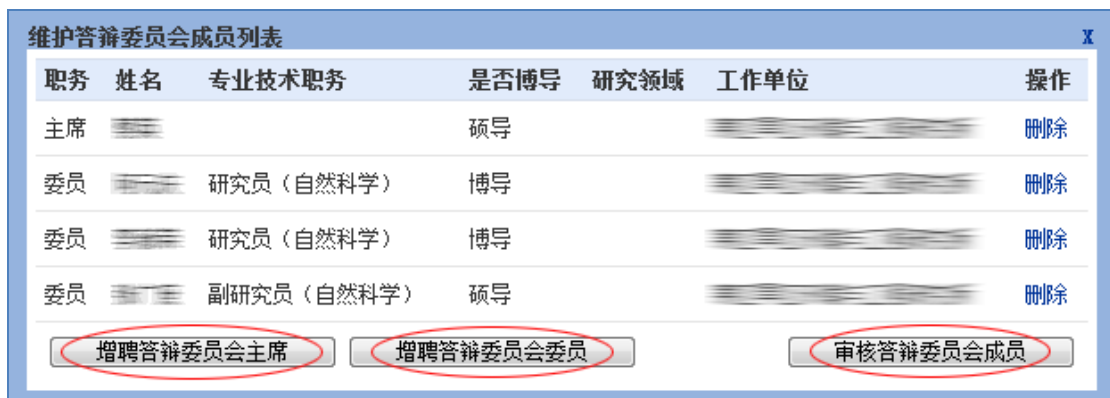 维护答辩委员会成员列表 X
职务 姓名 专业技术职务 是否博导 研究领域 工作单位 操作
主席 硕导 删除
委员 研究员（自然科学） 博导 删除
委员 研究员（自然科学） 博导 删除
委员 副研究员（自然科学） 硕导 删除
增聘答辩委员会主席 增聘答辩委员会委员 审核答辩委员会成员